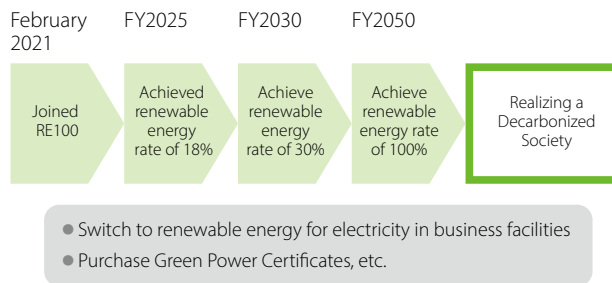 February
2021
FY2025
FY2030
FY2050
Joined
RE100
Achieved
renewable
energy
rate of 18%
Achieve
renewable
energy
rate of 30%
Achieve
renewable
energy rate
of 100%
Realizing a
Decarbonized
Society
● Switch to renewable energy for electricity in business facilities
● Purchase Green Power Certificates, etc.